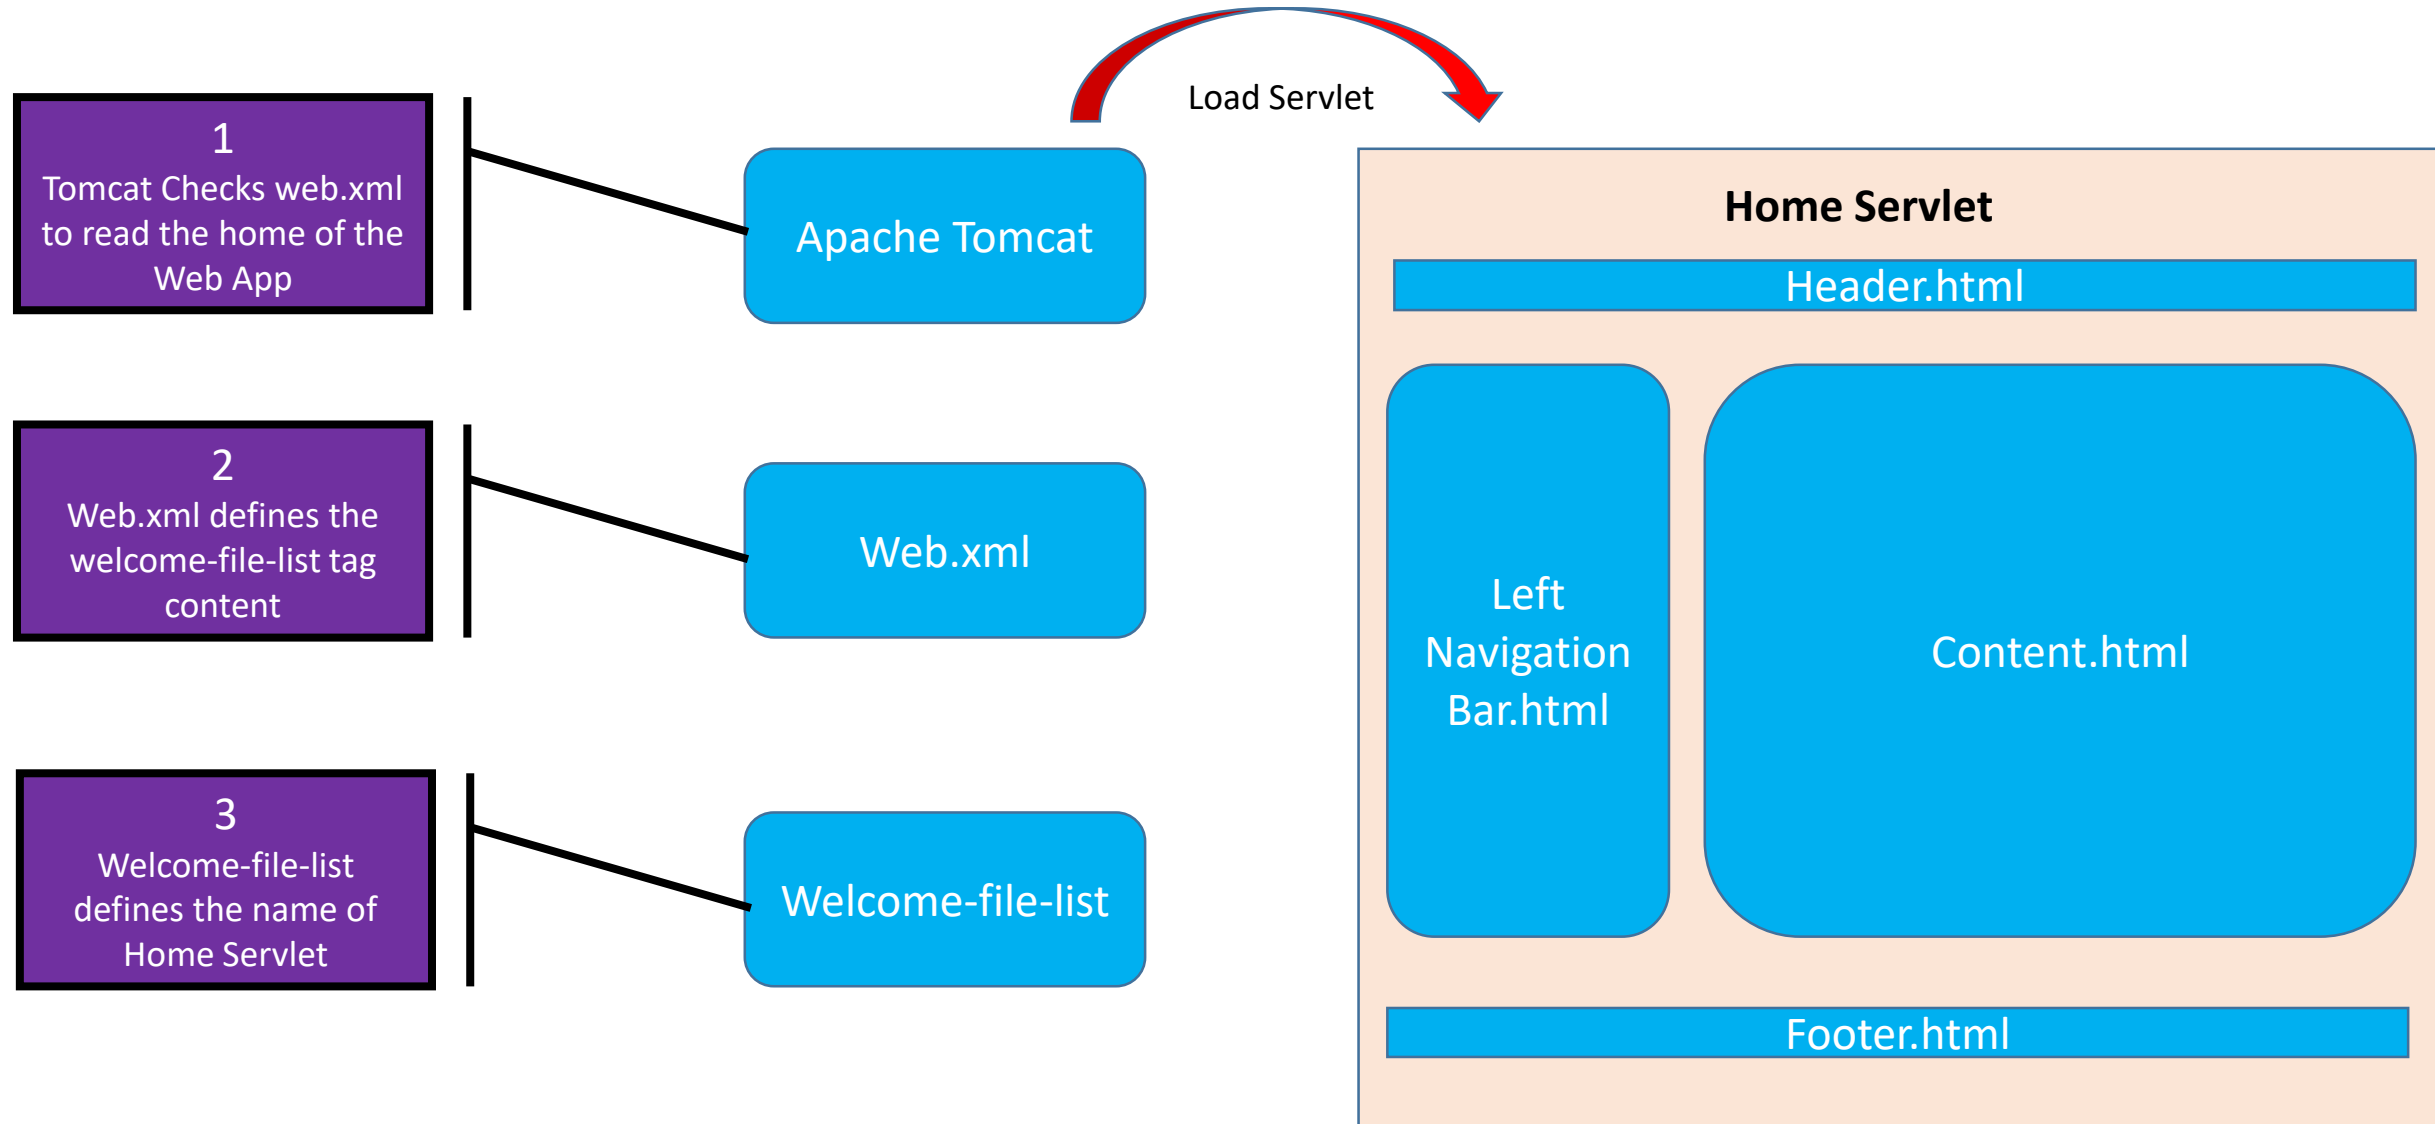 Load Servlet
1
Tomcat Checks web.xml
to read the home of the
Web App
Apache Tomcat
2
Web.xml defines the
welcome-file-list tag
content
Web.xml
3
Welcome-file-list
defines the name of
Home Servlet
Welcome-file-list
Home Servlet
Header.html
Left
Navigation
Bar.html
Content.html
Footer.html